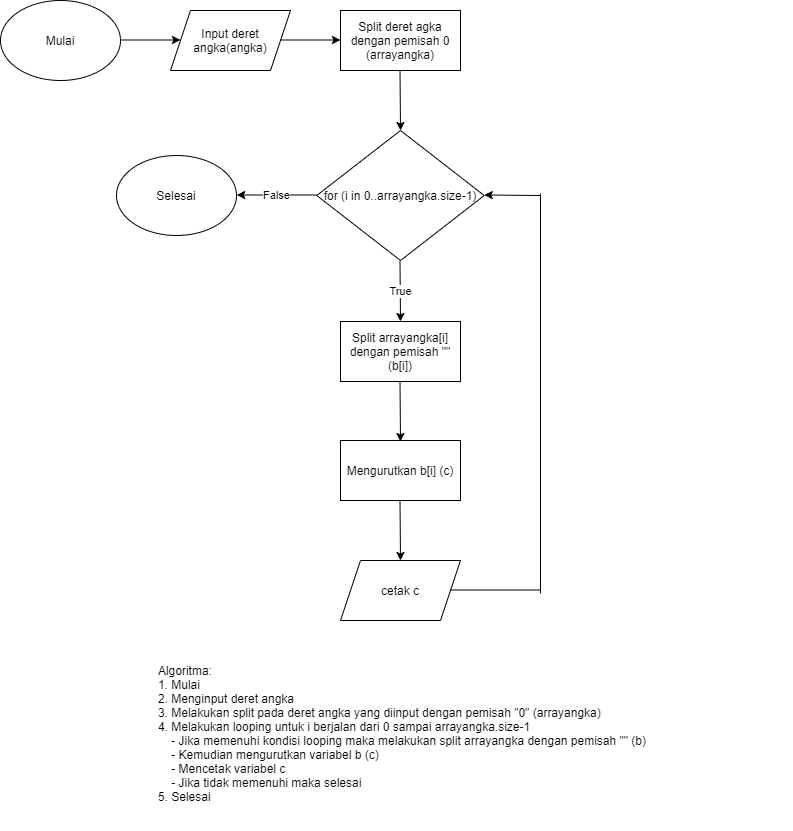 Mulai
Input deret
angka(angka)
Split deret agka
dengan pemisah 0
(arrayangka)
Selesai
False
for (i in 0..arrayangka.size-1)
True
Split arrayangka[i]
dengan pemisah ""
(b[i])
Mengurutkan b[i] (c)
cetak c
Algoritma:
1. Mulai
2. Menginput deret angka
3. Melakukan split pada deret angka yang diinput dengan pemisah "0" (arrayangka)
4. Melakukan looping untuk i berjalan dari 0 sampai arrayangka.size-1
- Jika memenuhi kondisi looping maka melakukan split arrayangka dengan pemisah "" (b)
- Kemudian mengurutkan variabel b (c)
- Mencetak variabel c
- Jika tidak memenuhi maka selesai
5. Selesai